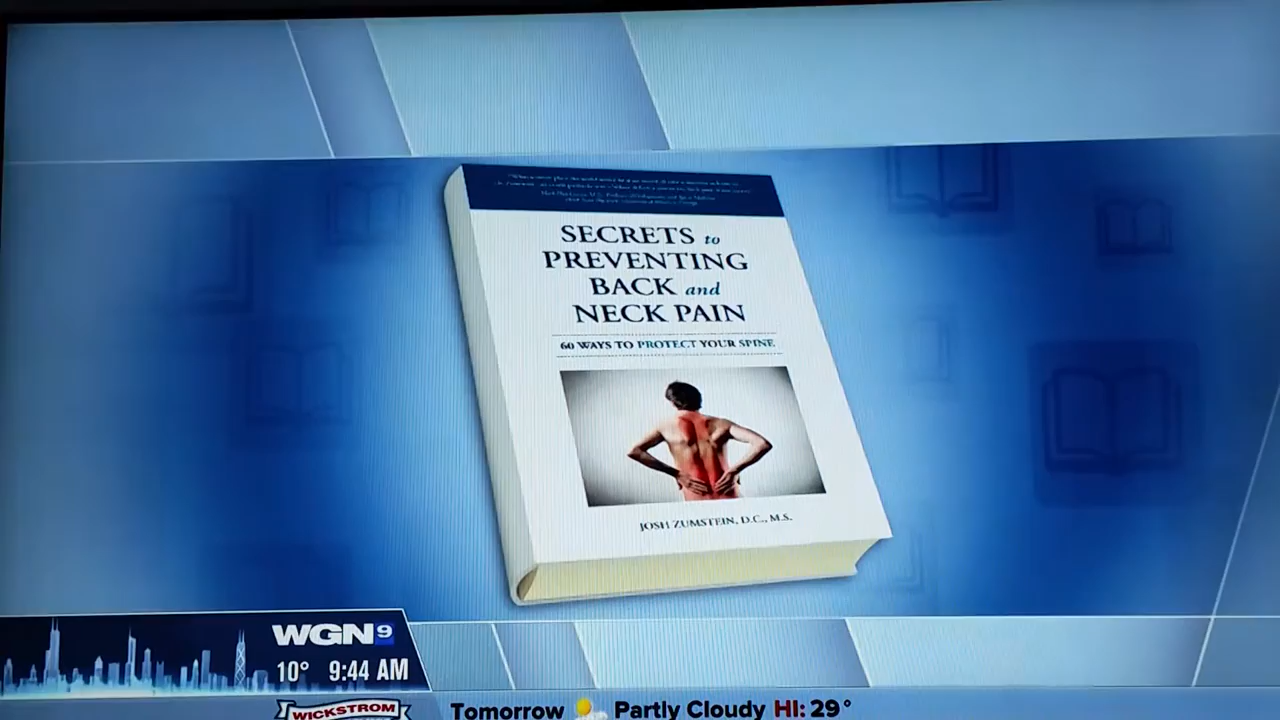 SECRETS to
PREVENTING
BACK and
NECK PAIN
60 WAYS TO PROTECT YOUR SPINE
JOSH ZUMSTEIN, D.C., M.S.
WGN9
10° 9:44 AM
WICKSTROM
Tomorrow Partly Cloudy HI: 29°